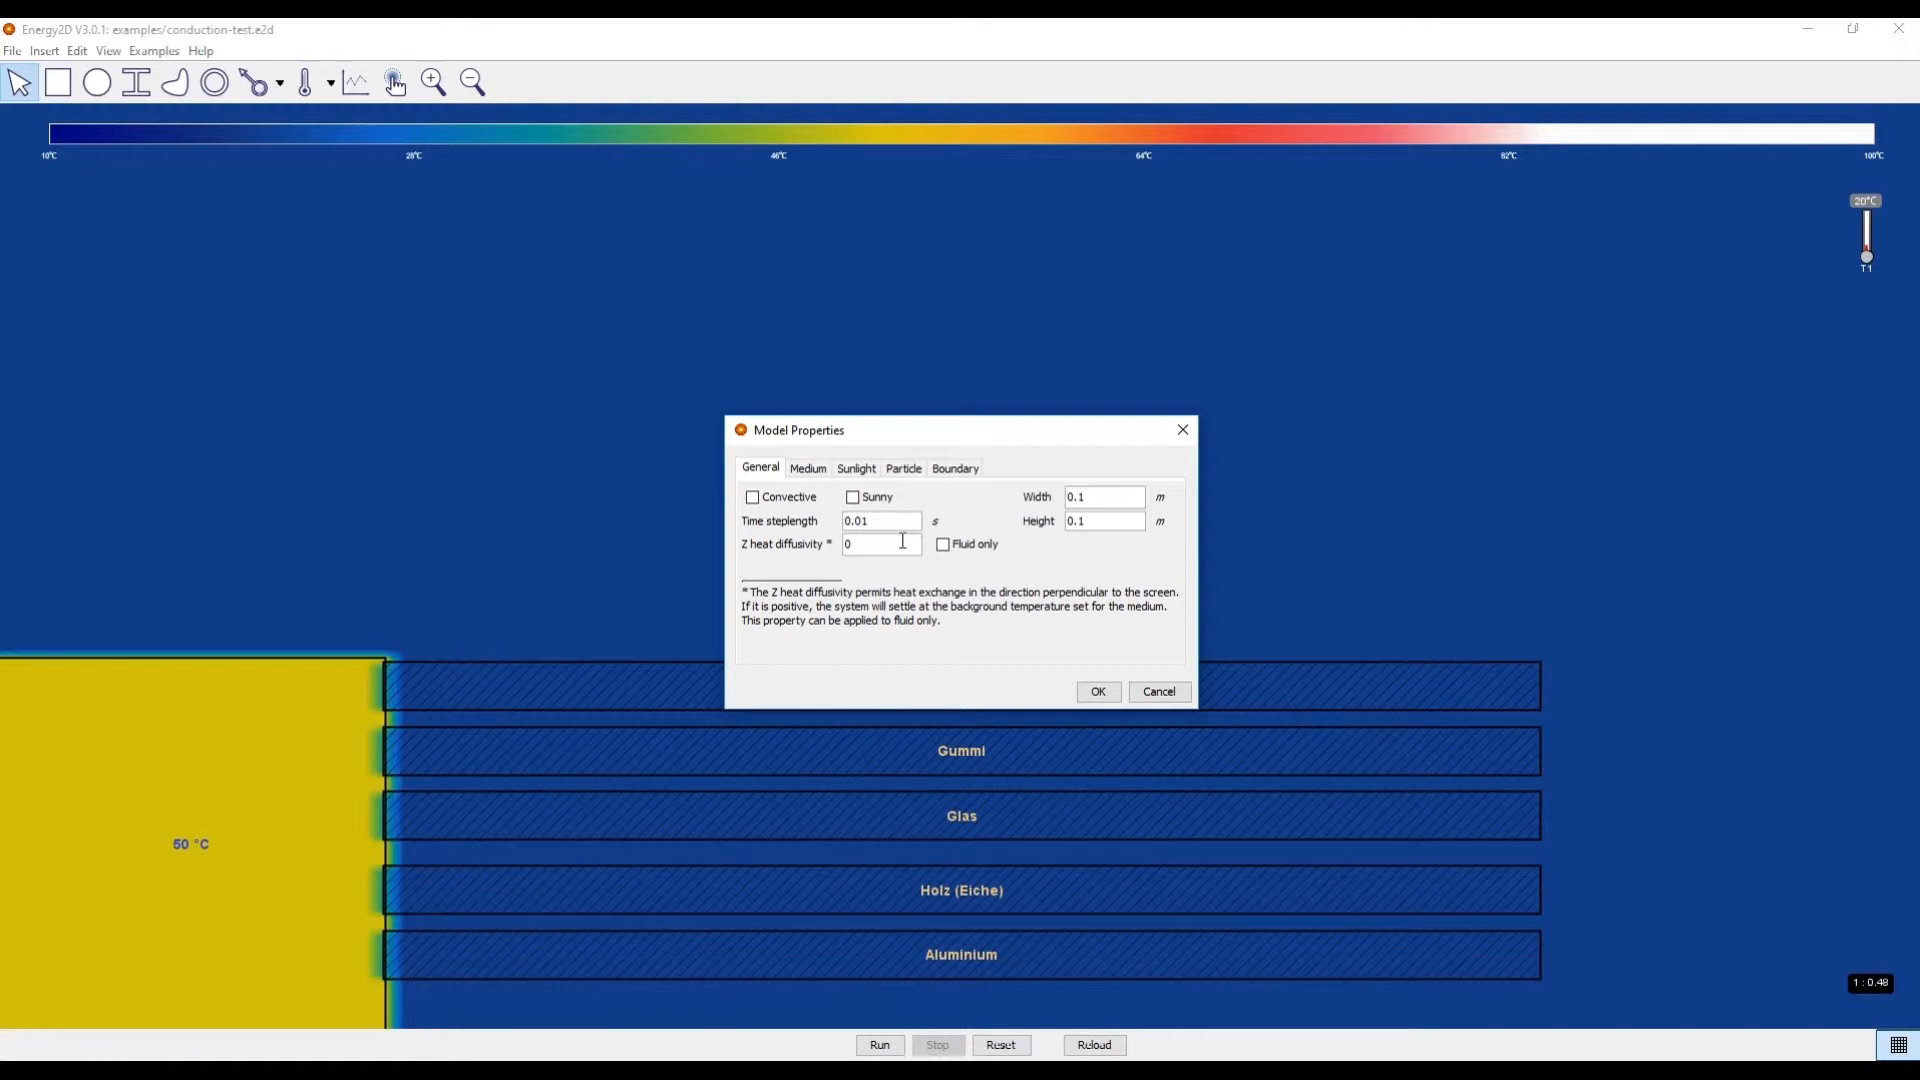 Energy2D V3.0.1: examples/conduction-test.e2d
File Insert Edit View Examples Help
10°C 28°C 46°C 64°C 82°C 100°C
20°C
T1
Model Properties
General Medium Sunlight Particle Boundary
Convective Sunny Width 0.1 m
Time steplength 0.01 s Height 0.1 m
Z heat diffusivity * 0 Fluid only
* The Z heat diffusivity permits heat exchange in the direction perpendicular to the screen.
If it is positive, the system will settle at the background temperature set for the medium.
This property can be applied to fluid only.
OK Cancel
Gummi
Glas
50 °C
Holz (Eiche)
Aluminium
1 : 0.48
Run Stop Reset Reload